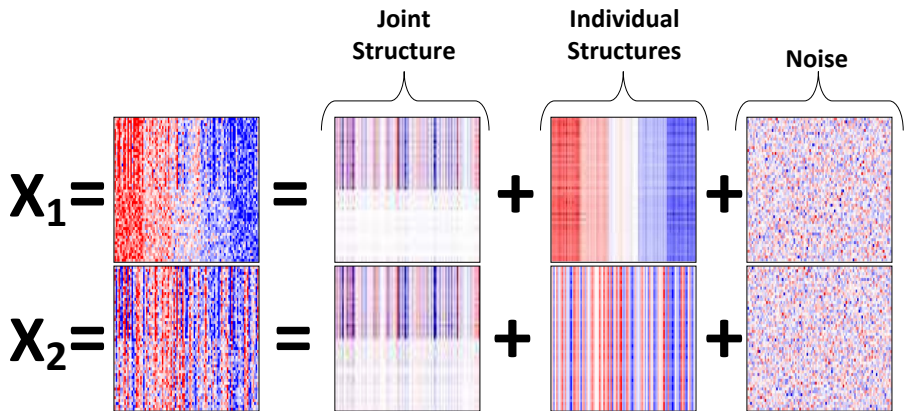 Joint
Structure
Individual
Structures
Noise
X₁= = + +
X₂= = + +